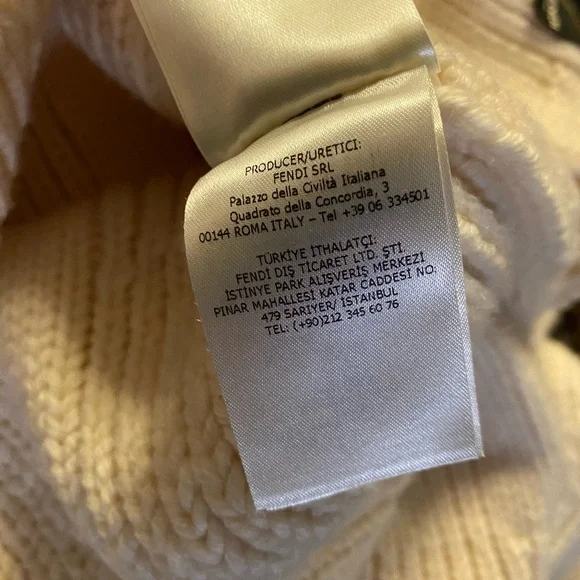 PRODUCER/URETICI:
FENDI SRL
Palazzo della Civiltà Italiana
Quadrato della Concordia, 3
00144 ROMA ITALY – Tel +39 06 334501
TÜRKİYE İTHALATÇI:
FENDİ DIŞ TİCARET LTD. ŞTİ.
İSTİNYE PARK ALIŞVERİŞ MERKEZİ
PINAR MAHALLESİ KATAR CADDESİ NO:
479 SARIYER/ İSTANBUL
TEL: (+90)212 345 60 76